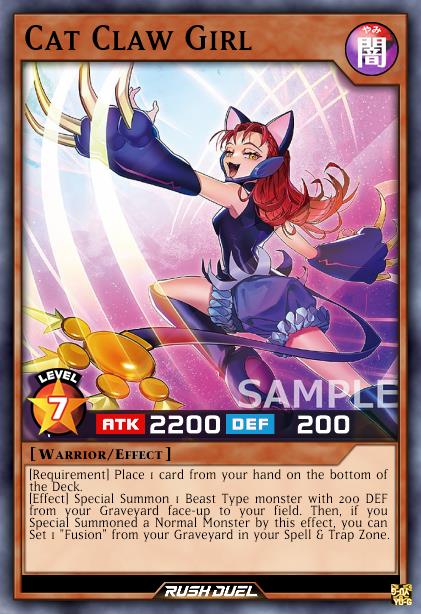 Cat Claw Girl
やみ
闇
SAMPLE
LEVEL
7
ATK 2200 DEF 200
[Warrior/Effect]
[Requirement] Place 1 card from your hand on the bottom of
the Deck.
[Effect] Special Summon 1 Beast Type monster with 200 DEF
from your Graveyard face-up to your field. Then, if you
Special Summoned a Normal Monster by this effect, you can
Set 1 "Fusion" from your Graveyard in your Spell & Trap Zone.
RUSH DUEL